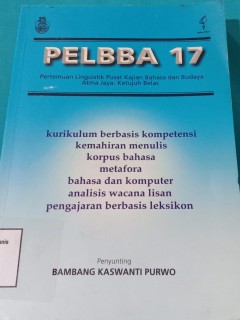 PELBBA 17
Pertemuan Linguistik Pusat Kajian Bahasa dan Budaya
Atma Jaya: Ketujuh Belas
kurikulum berbasis kompetensi
kemahiran menulis
korpus bahasa
metafora
bahasa dan komputer
analisis wacana lisan
pengajaran berbasis leksikon
Penyunting
BAMBANG KASWANTI PURWO